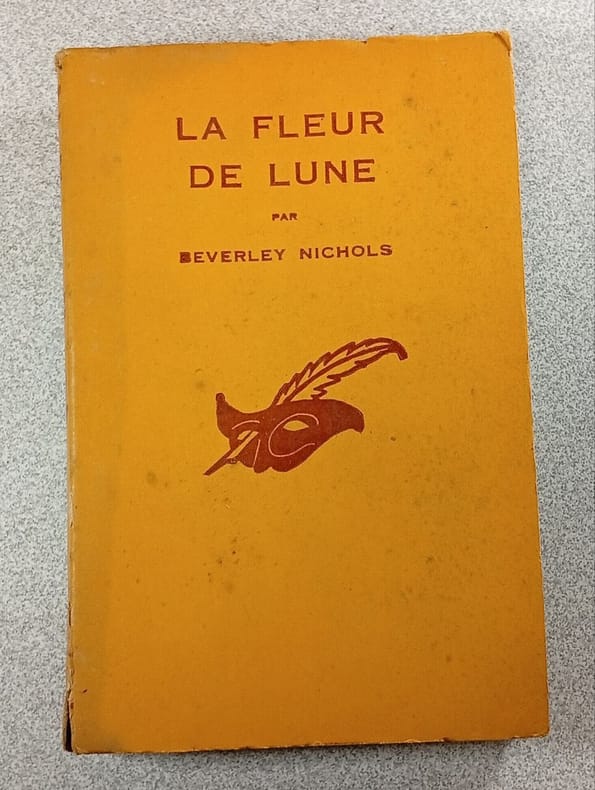 LA FLEUR
DE LUNE
PAR
BEVERLEY NICHOLS